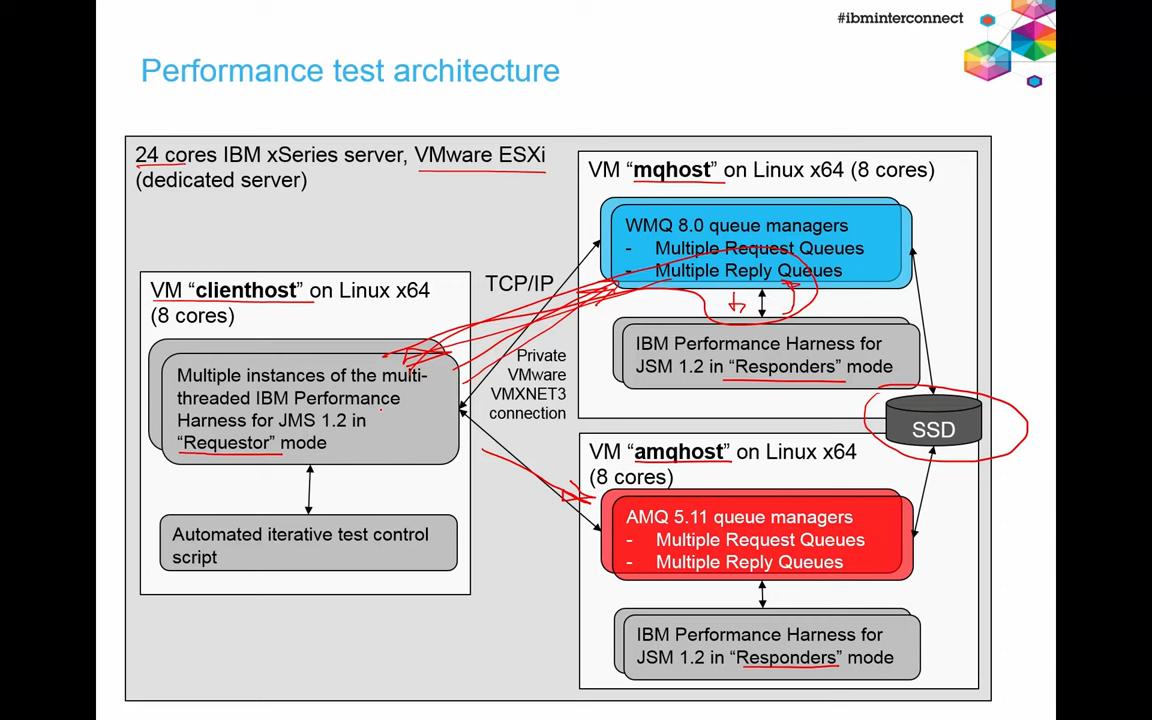 #ibminterconnect
Performance test architecture
24 cores IBM xSeries server, VMware ESXi
(dedicated server)
VM “clienthost” on Linux x64
(8 cores)
Multiple instances of the multi-
threaded IBM Performance
Harness for JMS 1.2 in
“Requestor” mode
Automated iterative test control
script
TCP/IP
Private
VMware
VMXNET3
connection
VM “mqhost” on Linux x64 (8 cores)
WMQ 8.0 queue managers
- Multiple Request Queues
- Multiple Reply Queues
IBM Performance Harness for
JSM 1.2 in “Responders” mode
SSD
VM “amqhost” on Linux x64
(8 cores)
AMQ 5.11 queue managers
- Multiple Request Queues
- Multiple Reply Queues
IBM Performance Harness for
JSM 1.2 in “Responders” mode